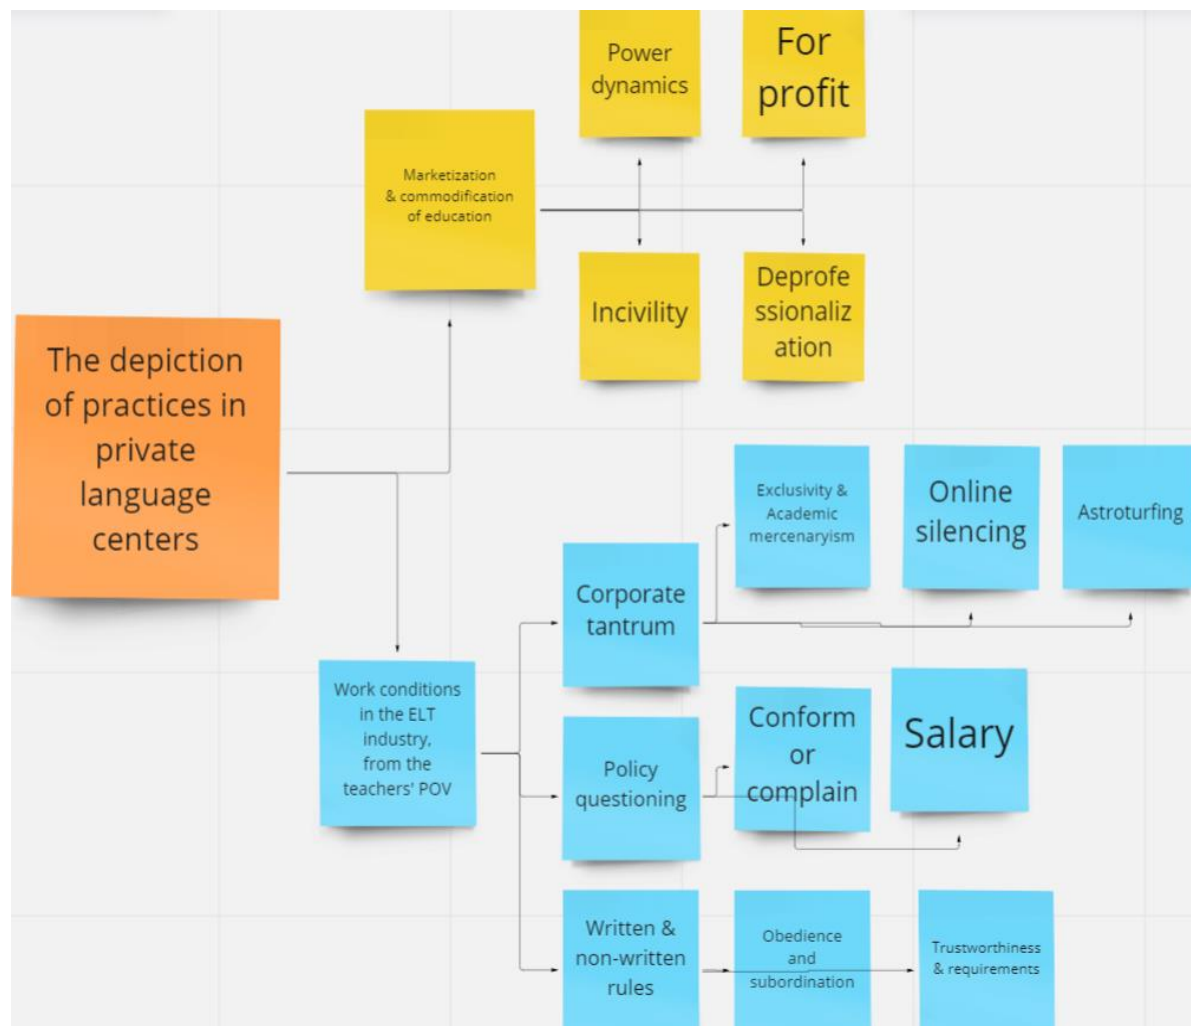 Power
dynamics
For
profit
Marketization
& commodification
of education
Incivility
Deprofe
ssionaliz
ation
The depiction
of practices in
private
language
centers
Exclusivity &
Academic
mercenaryism
Online
silencing
Astroturfing
Corporate
tantrum
Work conditions
in the ELT
industry,
from the
teachers' POV
Policy
questioning
Conform
or
complain
Salary
Written &
non-written
rules
Obedience
and
subordination
Trustworthiness
& requirements